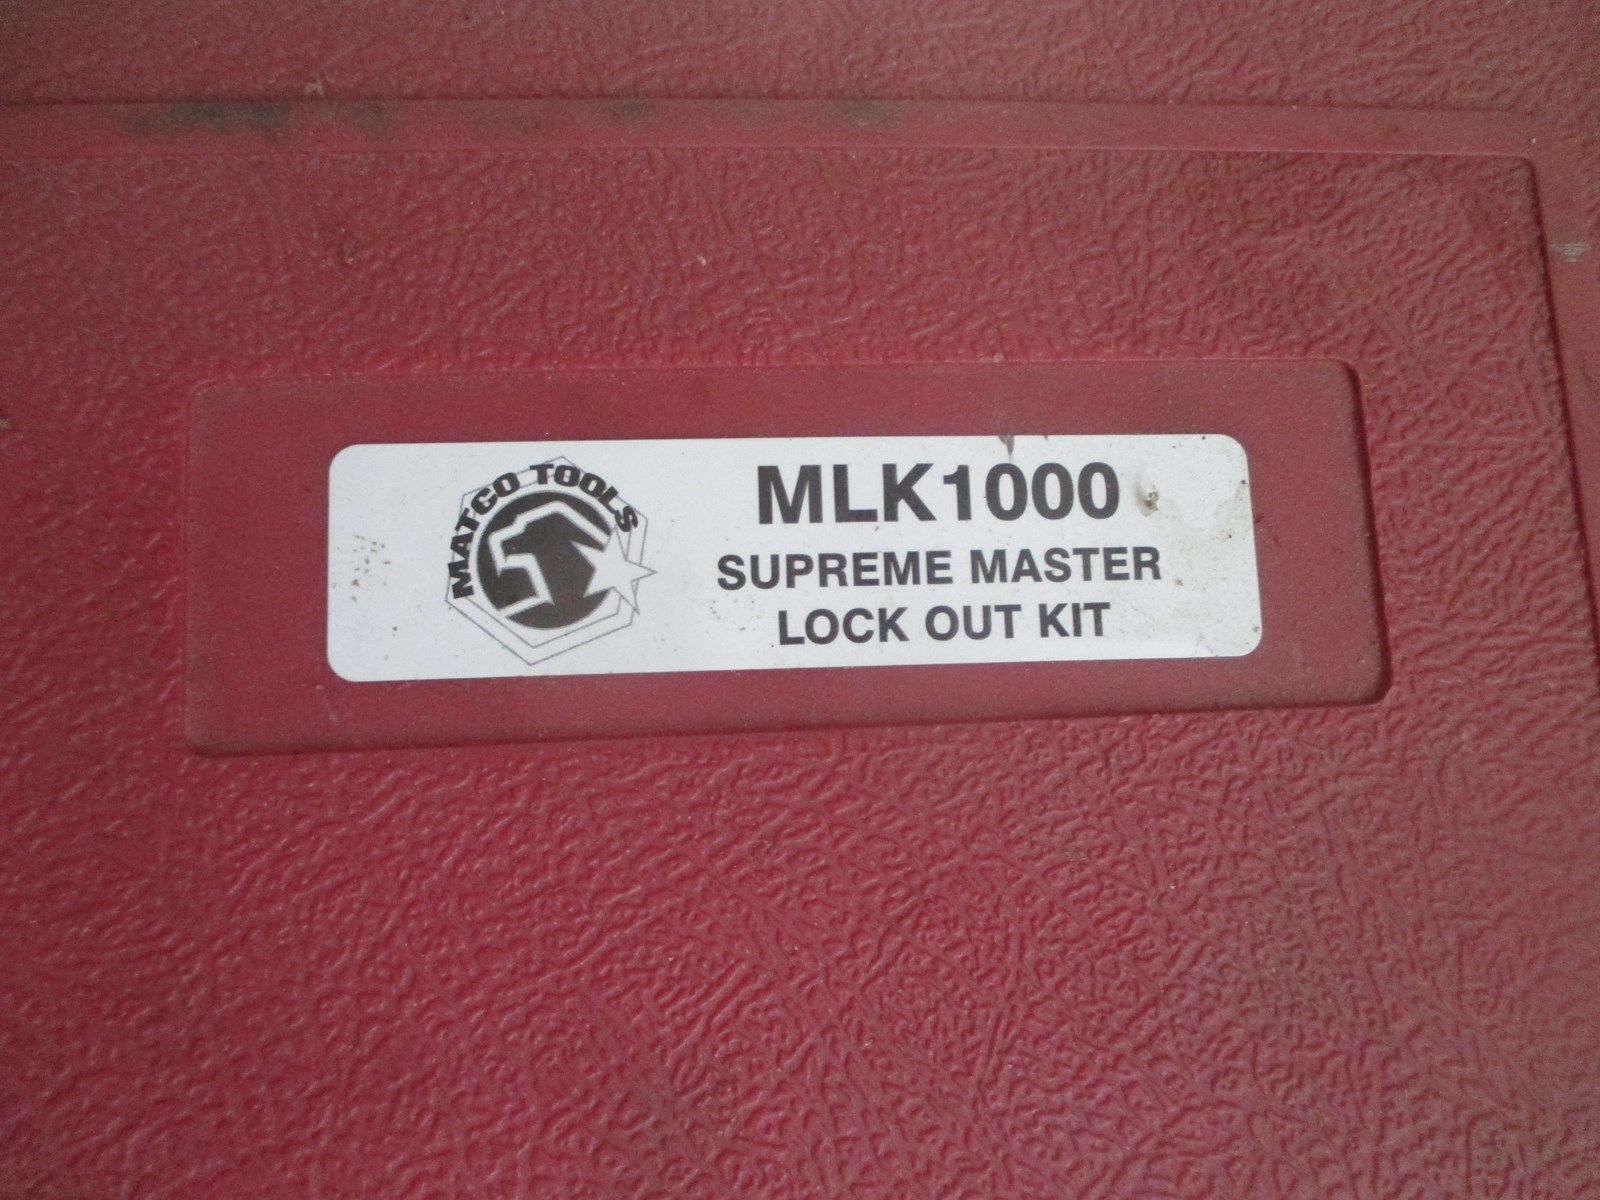 MATCO TOOLS
MLK1000
SUPREME MASTER
LOCK OUT KIT